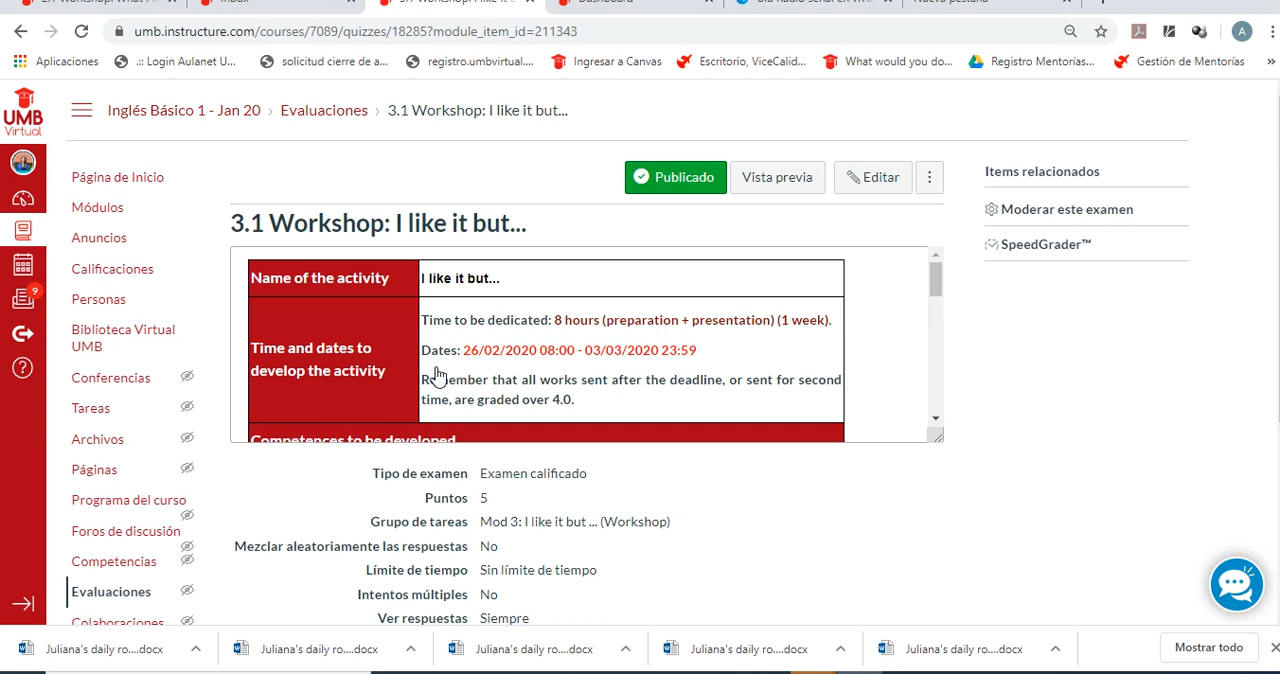 Inbox
Dashboard
Nueva pestaña
umb.instructure.com/courses/7089/quizzes/18285?module_item_id=211343
A
Aplicaciones
.:: Login Aulanet U...
solicitud cierre de a...
registro.umbvirtual....
Ingresar a Canvas
Escritorio, ViceCalid...
What would you do...
Registro Mentorías...
Gestión de Mentorías
»
UMB
Virtual
Inglés Básico 1 - Jan 20 › Evaluaciones › 3.1 Workshop: I like it but...
9
Página de Inicio
Módulos
Anuncios
Calificaciones
Personas
Biblioteca Virtual
UMB
Conferencias
Tareas
Archivos
Páginas
Programa del curso
Foros de discusión
Competencias
Evaluaciones
Colaboraciones
Publicado
Vista previa
Editar
3.1 Workshop: I like it but...
Name of the activity
I like it but...
Time and dates to
develop the activity
Time to be dedicated: 8 hours (preparation + presentation) (1 week).
Dates: 26/02/2020 08:00 - 03/03/2020 23:59
Remember that all works sent after the deadline, or sent for second
time, are graded over 4.0.
Competences to be developed
Tipo de examen Examen calificado
Puntos 5
Grupo de tareas Mod 3: I like it but ... (Workshop)
Mezclar aleatoriamente las respuestas No
Límite de tiempo Sin límite de tiempo
Intentos múltiples No
Ver respuestas Siempre
Items relacionados
Moderar este examen
SpeedGrader™
Juliana's daily ro....docx
Juliana's daily ro....docx
Juliana's daily ro....docx
Juliana's daily ro....docx
Juliana's daily ro....docx
Mostrar todo